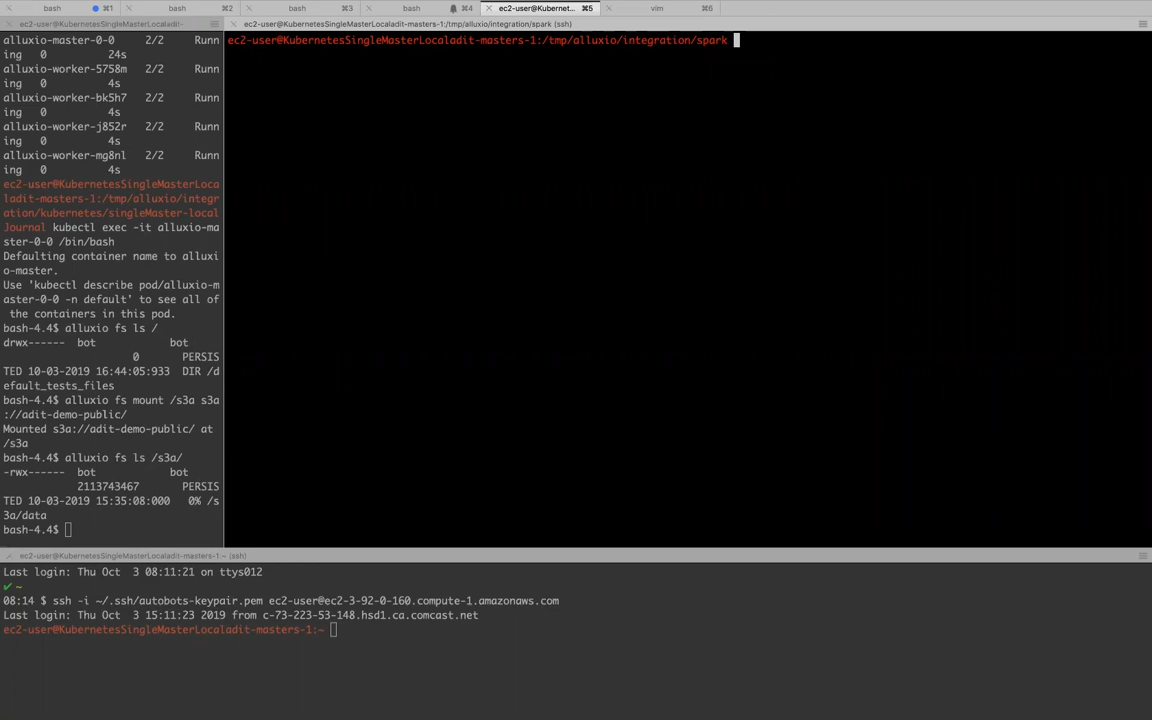 bash ⌘1 bash ⌘2 bash ⌘3 bash ⌘4 ec2-user@Kubernet... ⌘5 vim ⌘6
ec2-user@KubernetesSingleMasterLocaladit-
ec2-user@KubernetesSingleMasterLocaladit-masters-1:/tmp/alluxio/integration/spark (ssh)
alluxio-master-0-0 2/2 Runn
ing 0 24s
alluxio-worker-5758m 2/2 Runn
ing 0 4s
alluxio-worker-bk5h7 2/2 Runn
ing 0 4s
alluxio-worker-j852r 2/2 Runn
ing 0 4s
alluxio-worker-mg8nl 2/2 Runn
ing 0 4s
ec2-user@KubernetesSingleMasterLoca
ladit-masters-1:/tmp/alluxio/integr
ation/kubernetes/singleMaster-local
Journal kubectl exec -it alluxio-ma
ster-0-0 /bin/bash
Defaulting container name to alluxi
o-master.
Use 'kubectl describe pod/alluxio-m
aster-0-0 -n default' to see all of
the containers in this pod.
bash-4.4$ alluxio fs ls /
drwx------ bot bot
0 PERSIS
TED 10-03-2019 16:44:05:933 DIR /d
efault_tests_files
bash-4.4$ alluxio fs mount /s3a s3a
://adit-demo-public/
Mounted s3a://adit-demo-public/ at
/s3a
bash-4.4$ alluxio fs ls /s3a/
-rwx------ bot bot
2113743467 PERSIS
TED 10-03-2019 15:35:08:000 0% /s
3a/data
bash-4.4$
ec2-user@KubernetesSingleMasterLocaladit-masters-1:/tmp/alluxio/integration/spark
ec2-user@KubernetesSingleMasterLocaladit-masters-1:~ (ssh)
Last login: Thu Oct 3 08:11:21 on ttys012
✓ ~
08:14 $ ssh -i ~/.ssh/autobots-keypair.pem ec2-user@ec2-3-92-0-160.compute-1.amazonaws.com
Last login: Thu Oct 3 15:11:23 2019 from c-73-223-53-148.hsd1.ca.comcast.net
ec2-user@KubernetesSingleMasterLocaladit-masters-1:~